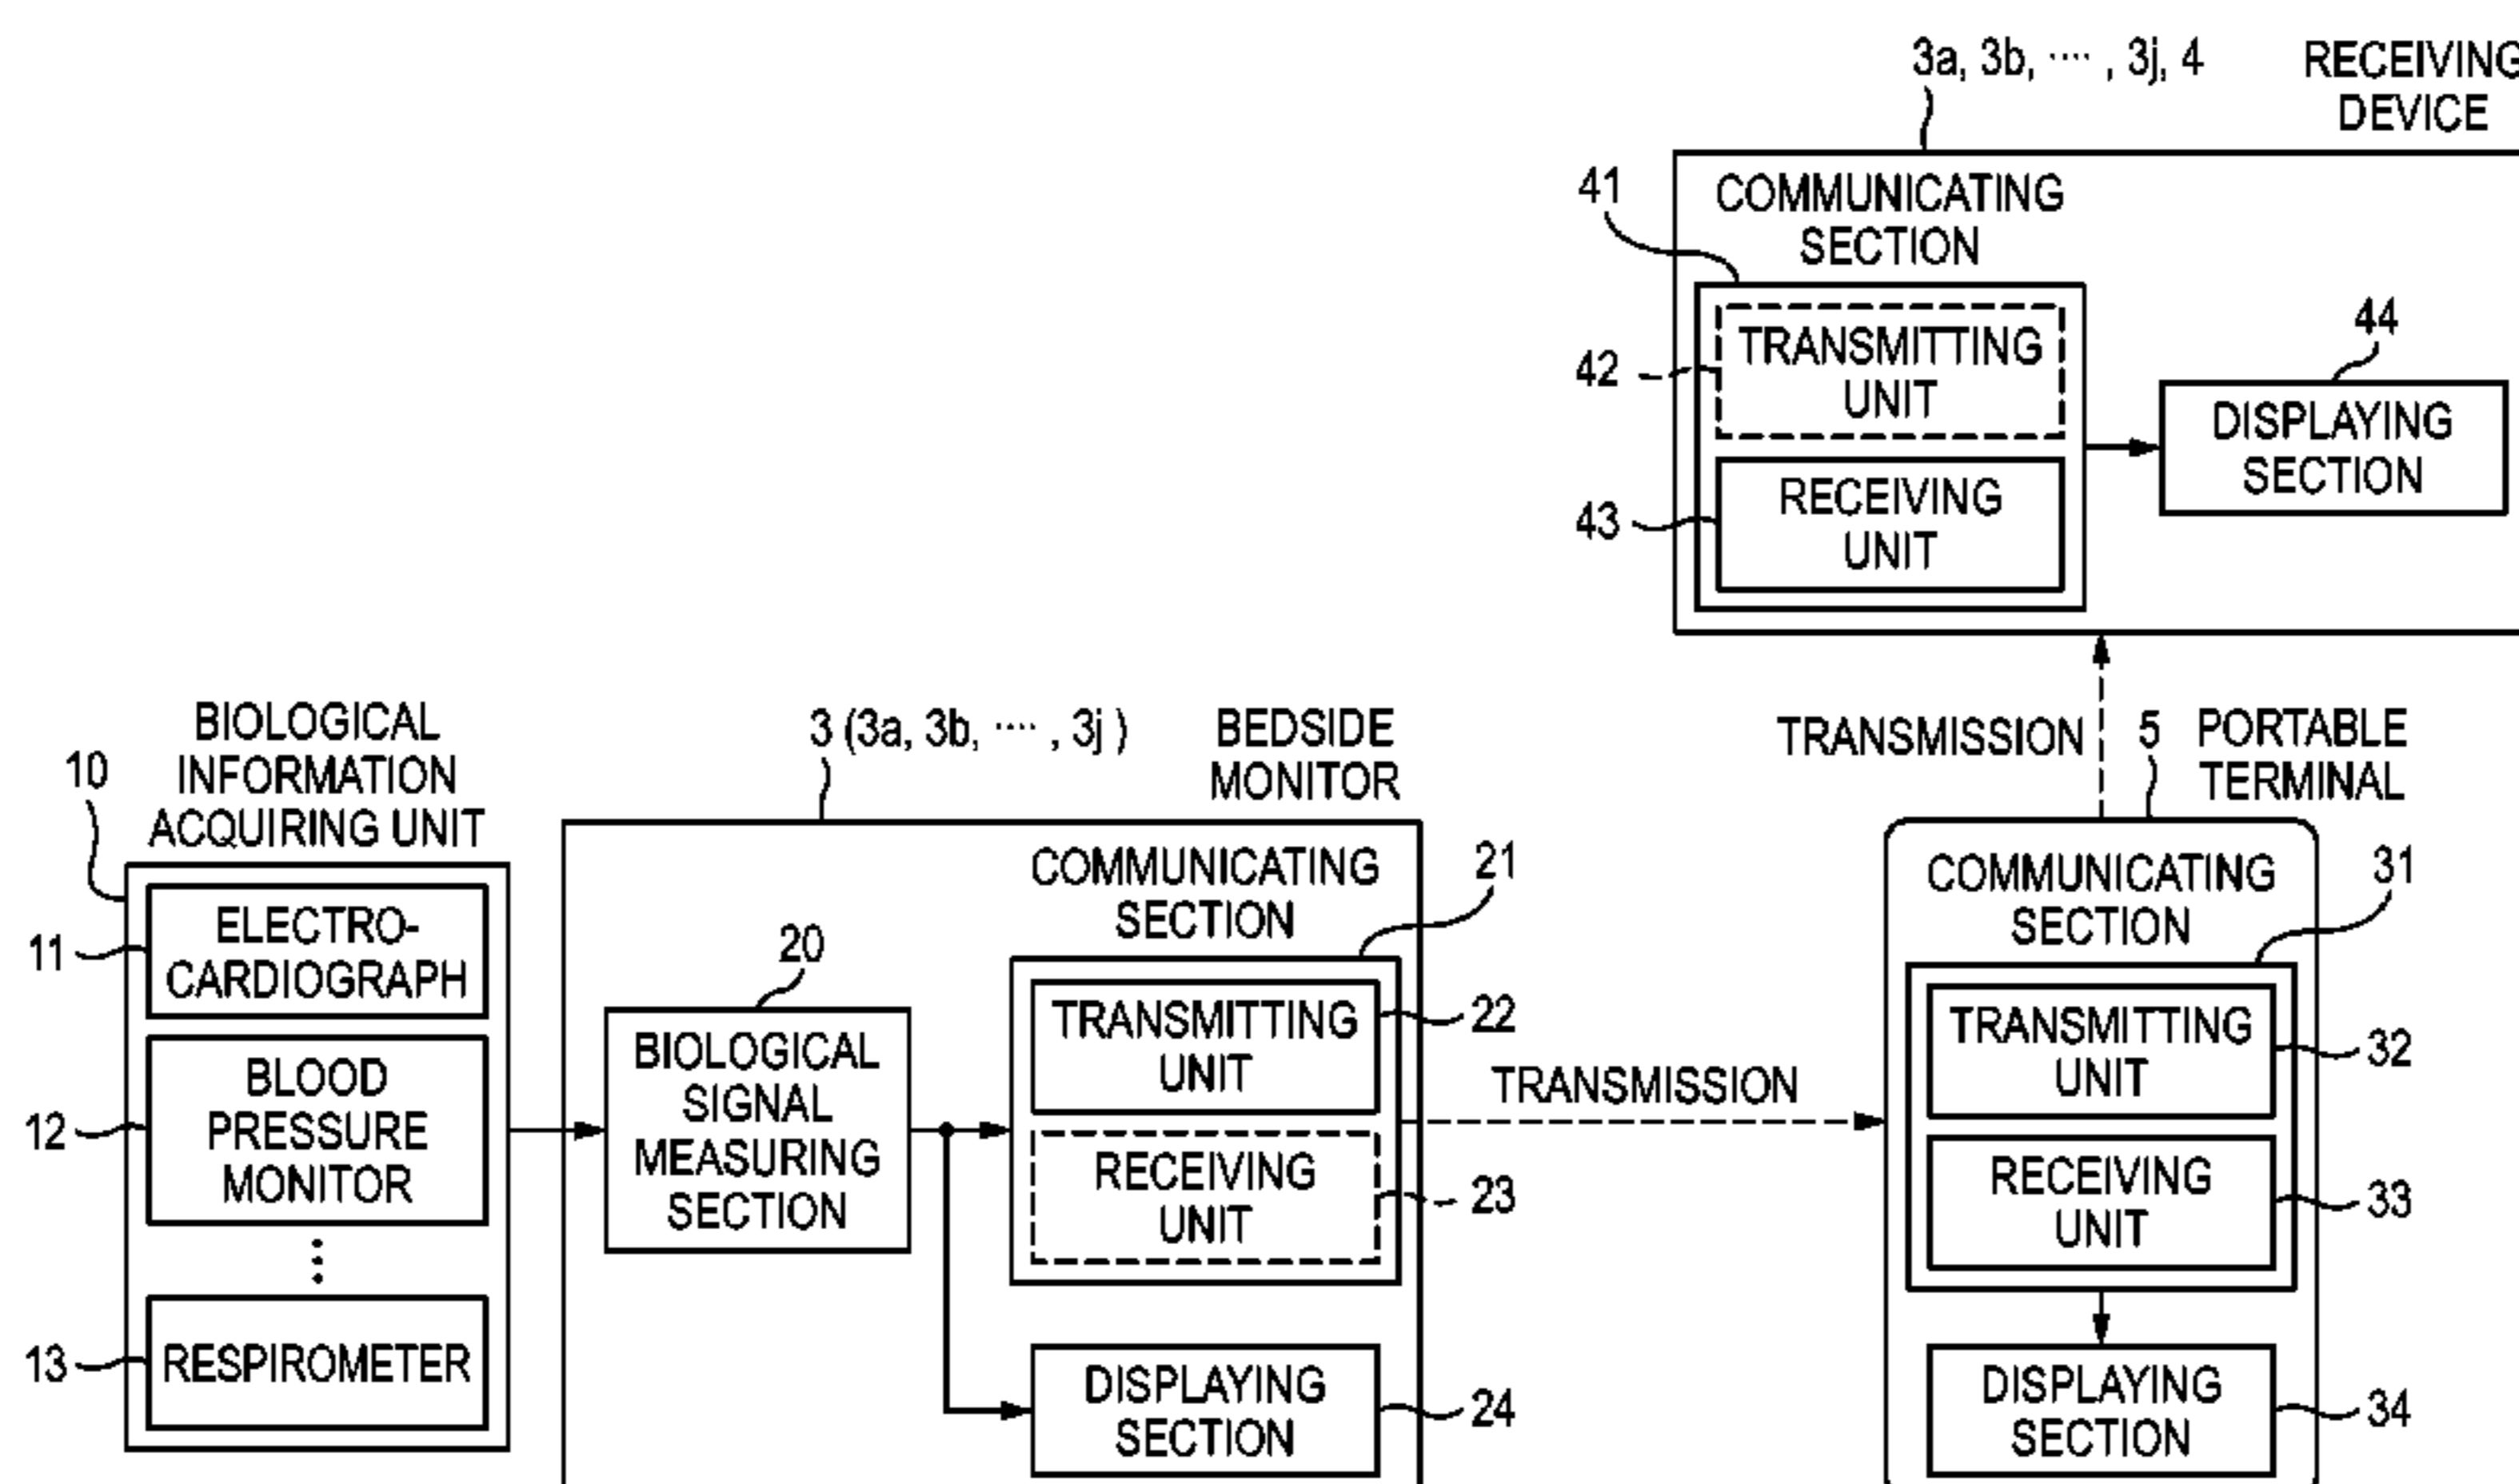 3a, 3b, ···· , 3j, 4
RECEIVING
DEVICE
41
COMMUNICATING
SECTION
42
TRANSMITTING
UNIT
43
RECEIVING
UNIT
44
DISPLAYING
SECTION
TRANSMISSION
5
PORTABLE
TERMINAL
BIOLOGICAL
INFORMATION
ACQUIRING UNIT
10
11
ELECTRO-
CARDIOGRAPH
12
BLOOD
PRESSURE
MONITOR
13
RESPIROMETER
3 (3a, 3b, ···· , 3j )
BEDSIDE
MONITOR
20
BIOLOGICAL
SIGNAL
MEASURING
SECTION
COMMUNICATING
SECTION
21
TRANSMITTING
UNIT
22
RECEIVING
UNIT
23
DISPLAYING
SECTION
24
TRANSMISSION
COMMUNICATING
SECTION
31
TRANSMITTING
UNIT
32
RECEIVING
UNIT
33
DISPLAYING
SECTION
34